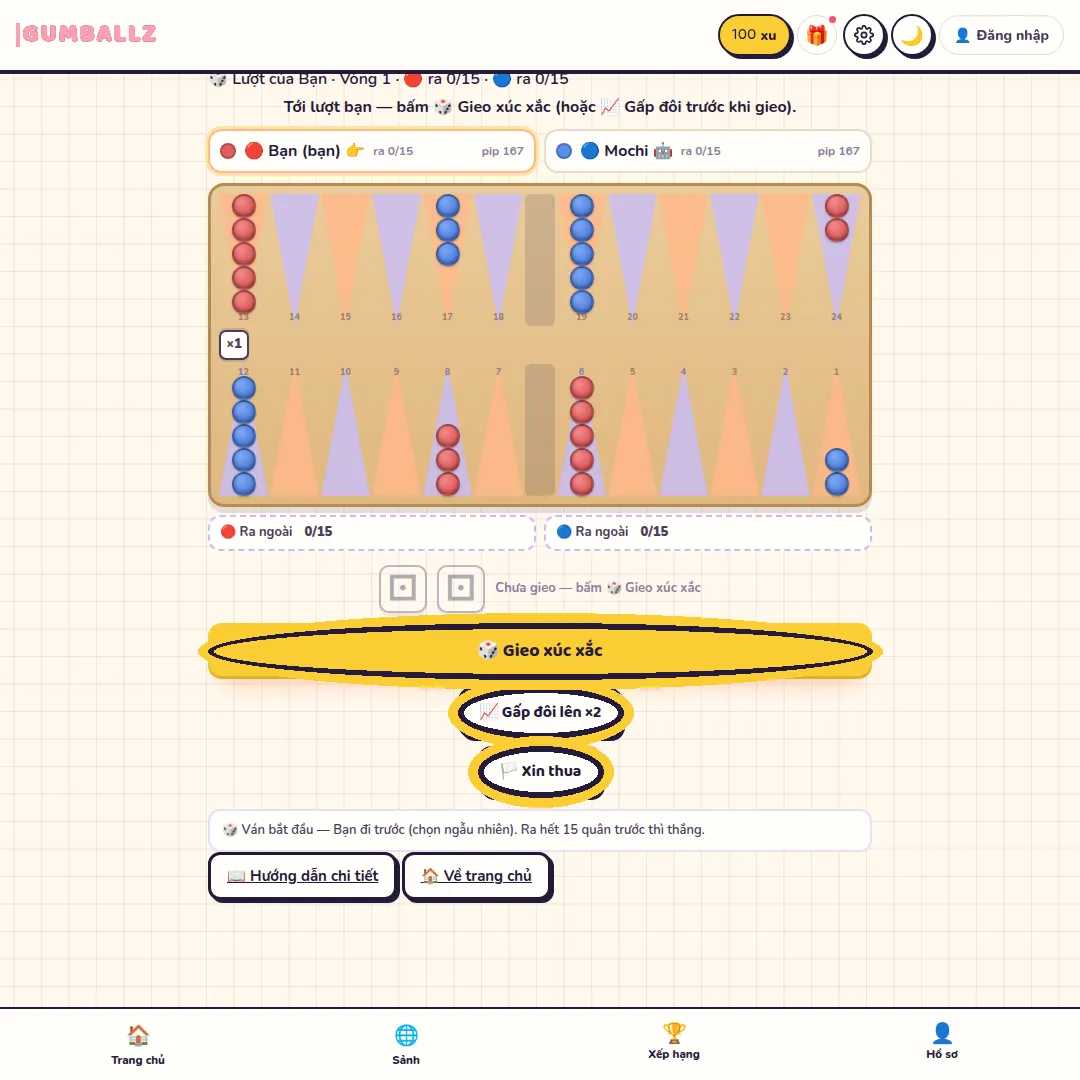 GUMBALLZ
100 xu
Đăng nhập
Lượt của Bạn · Vòng 1 · ra 0/15 · ra 0/15
Tới lượt bạn — bấm 🎲 Gieo xúc xắc (hoặc 📈 Gấp đôi trước khi gieo).
Bạn (bạn) 👉 ra 0/15 pip 167
Mochi 🤖 ra 0/15 pip 167
13 14 15 16 17 18 19 20 21 22 23 24
×1
12 11 10 9 8 7 6 5 4 3 2 1
Ra ngoài 0/15
Ra ngoài 0/15
Chưa gieo — bấm 🎲 Gieo xúc xắc
🎲 Gieo xúc xắc
📈 Gấp đôi lên ×2
🏳️ Xin thua
🎲 Ván bắt đầu — Bạn đi trước (chọn ngẫu nhiên). Ra hết 15 quân trước thì thắng.
📖 Hướng dẫn chi tiết
🏠 Về trang chủ
Trang chủ
Sảnh
Xếp hạng
Hồ sơ